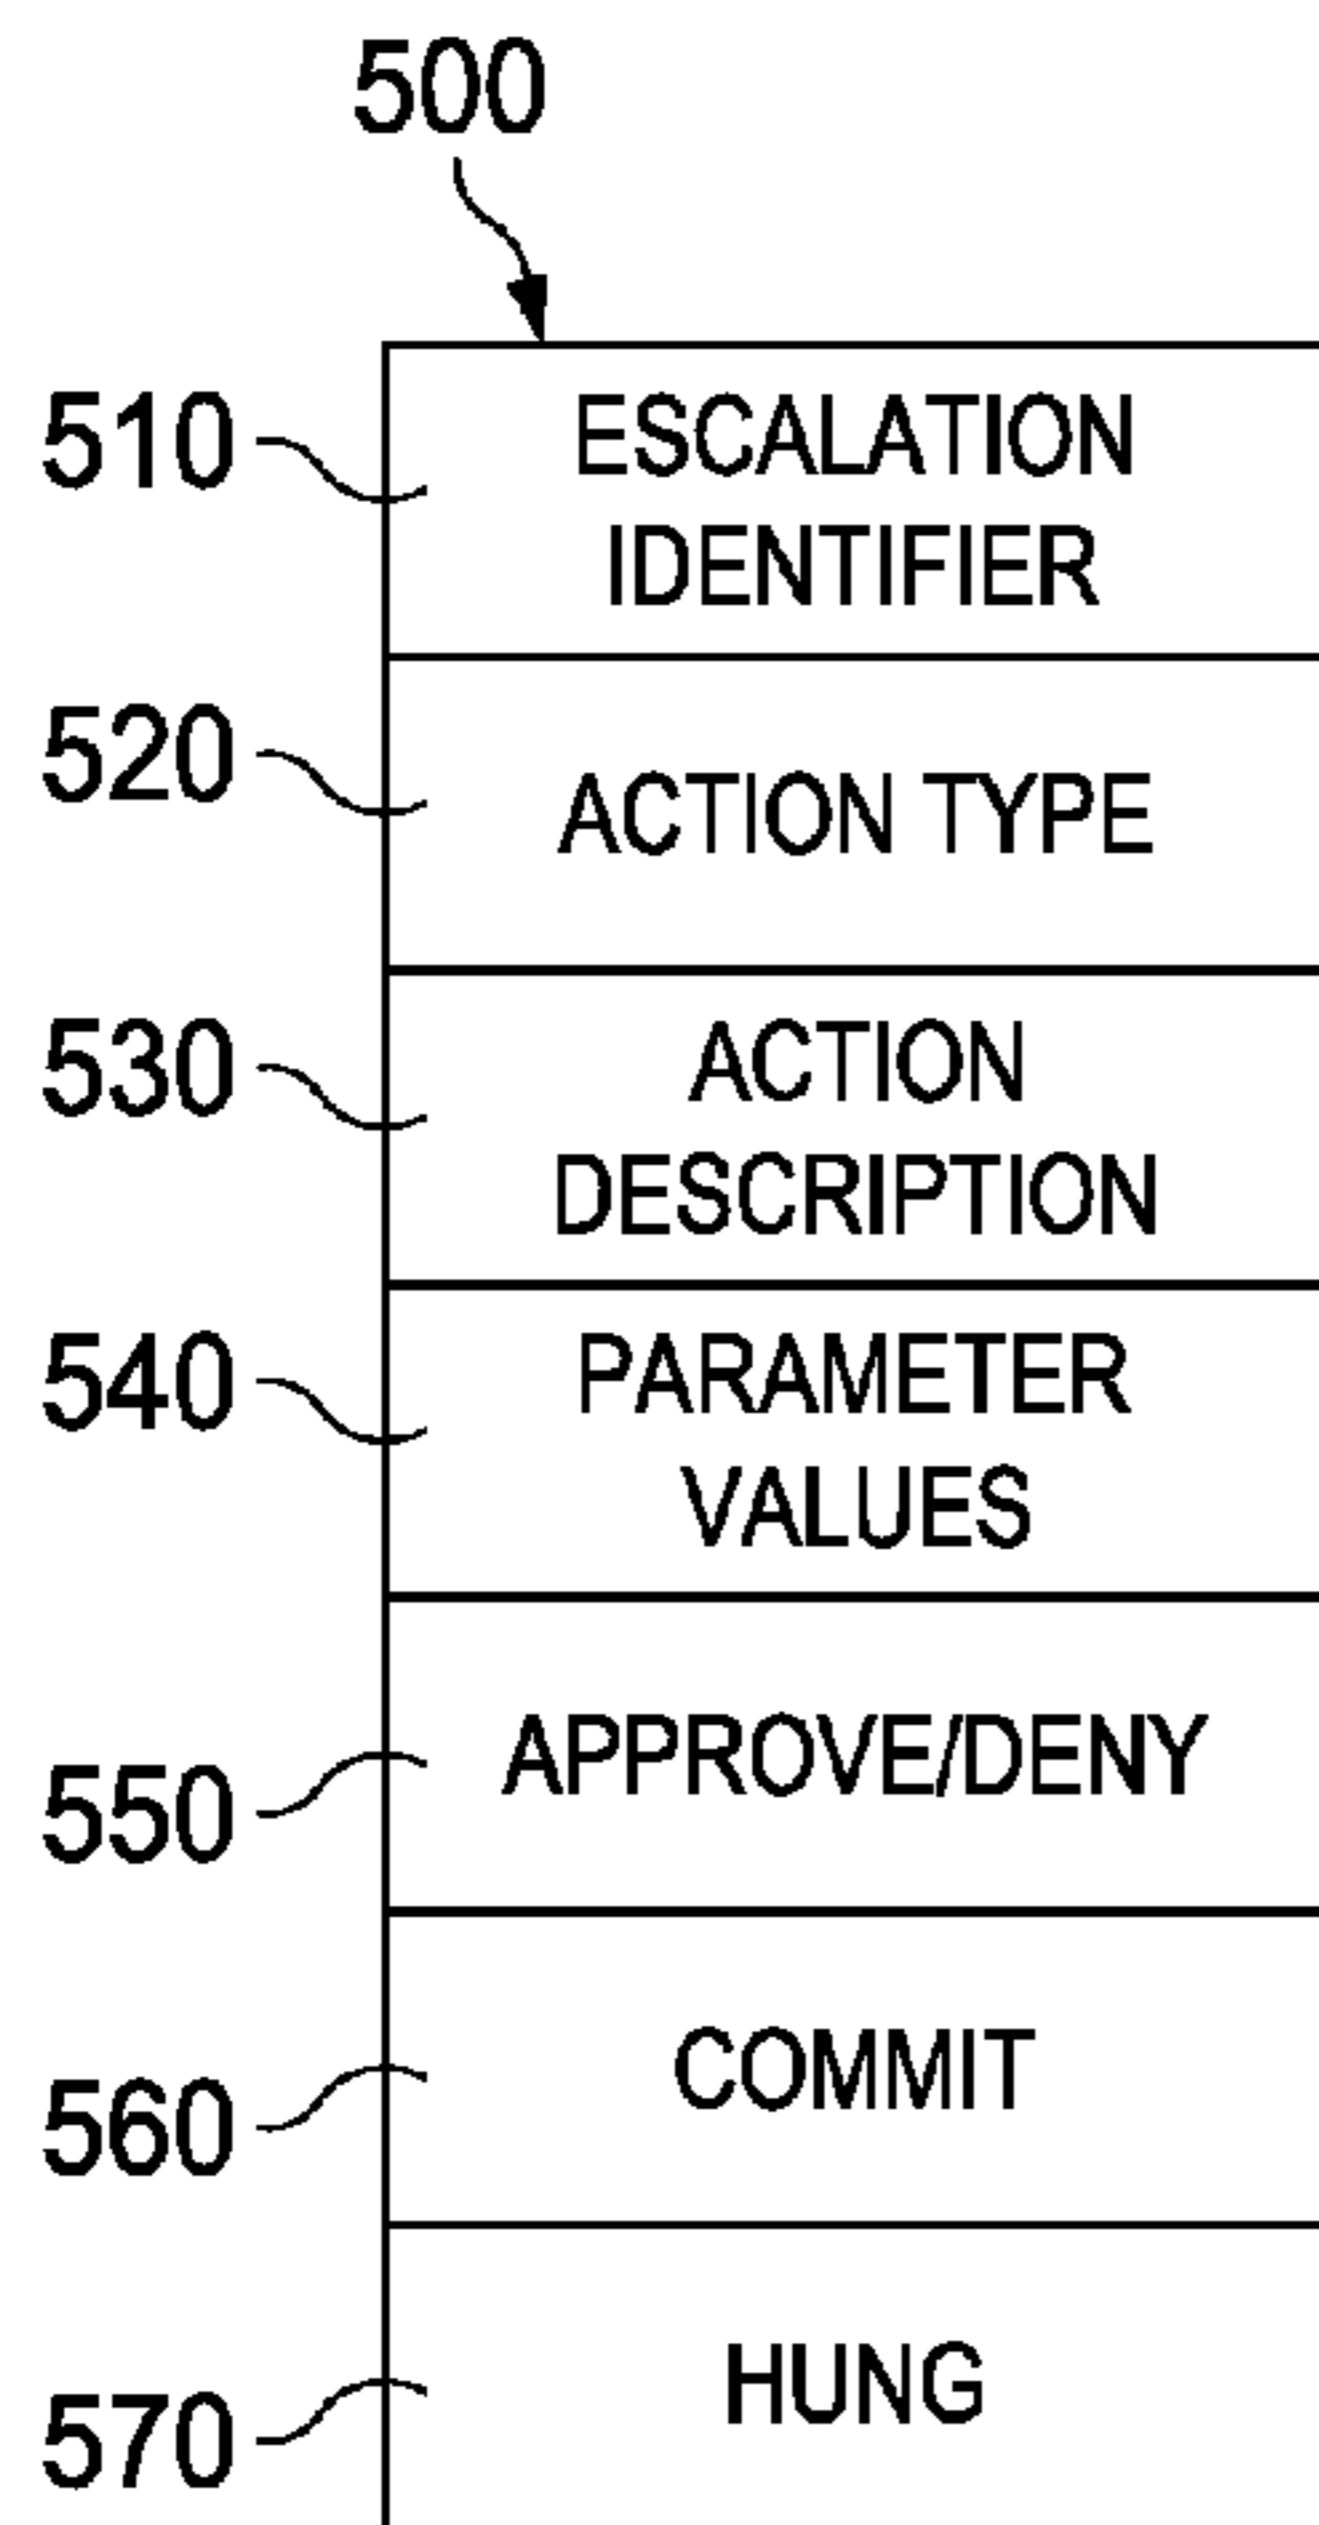 500
510
ESCALATION
IDENTIFIER
520
ACTION TYPE
530
ACTION
DESCRIPTION
540
PARAMETER
VALUES
550
APPROVE/DENY
560
COMMIT
570
HUNG